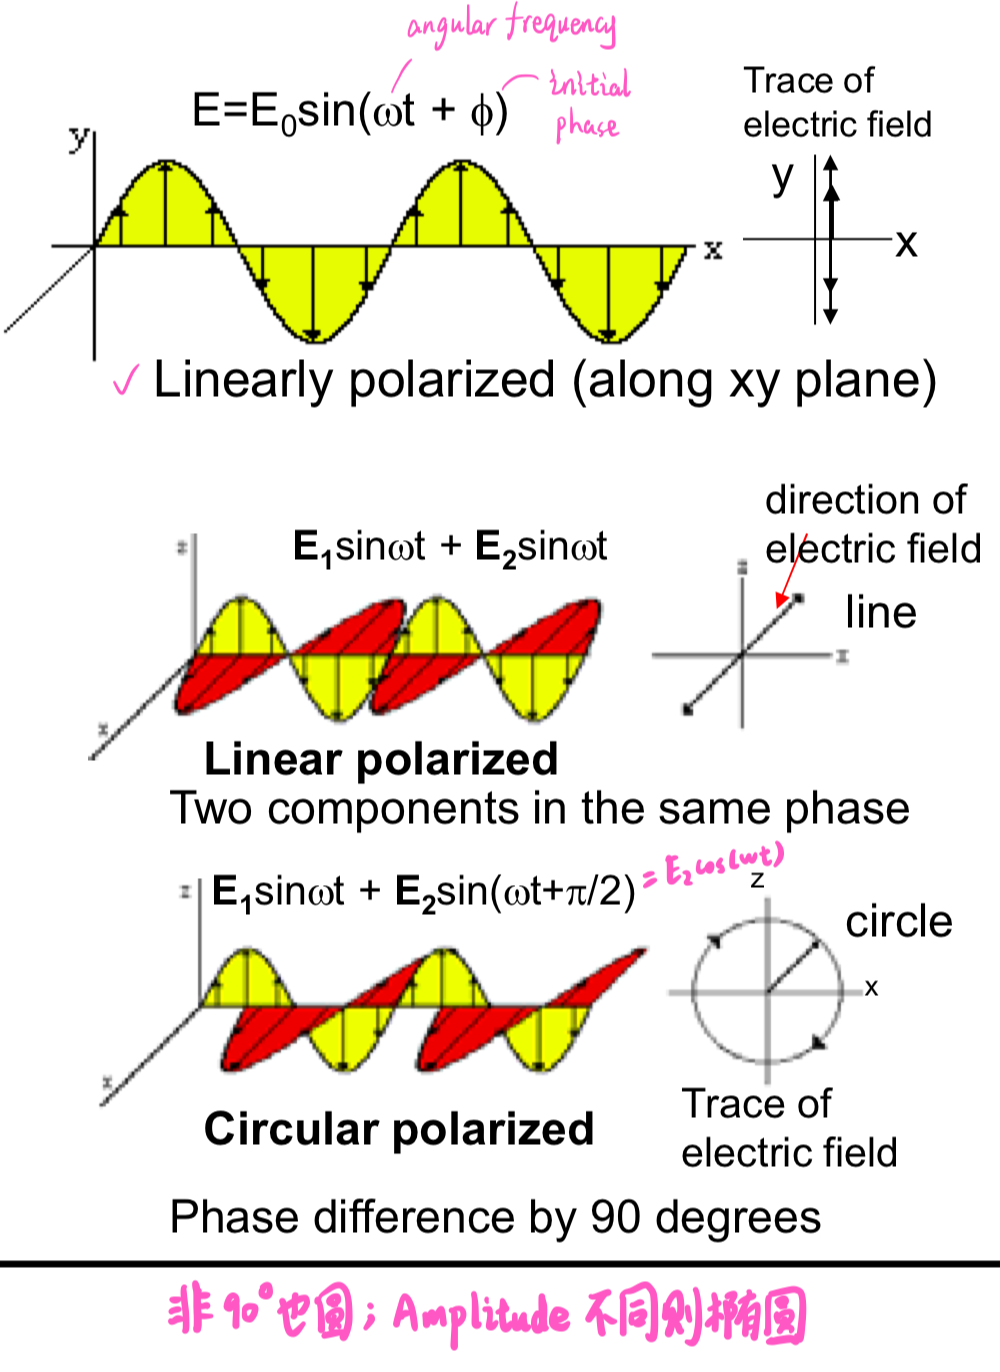 angular frequency
E=E₀sin(ωt + ϕ)
initial
phase
Trace of
electric field
y
x
y
x
✓ Linearly polarized (along xy plane)
direction of
electric field
E₁sinωt + E₂sinωt
z
z
line
x
x
Linear polarized
Two components in the same phase
E₁sinωt + E₂sin(ωt+π/2) = E₂cos(ωt)
z
z
circle
x
x
Circular polarized
Trace of
electric field
Phase difference by 90 degrees
非90°也圓；Amplitude 不同则椭圆